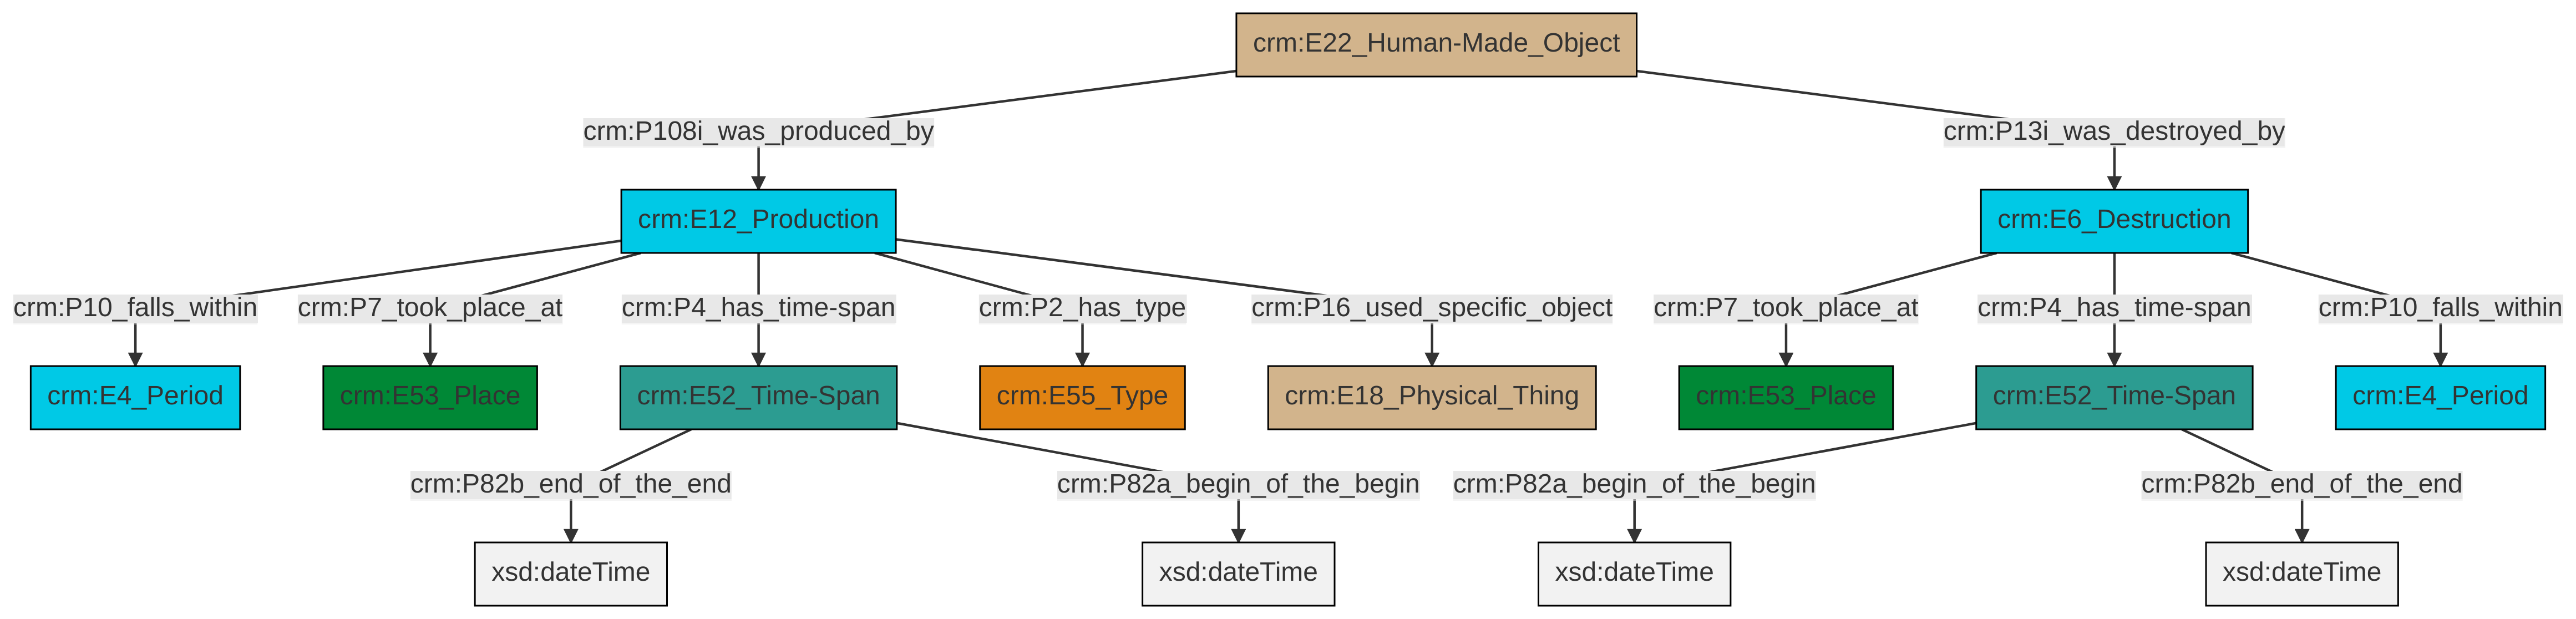 crm:E22_Human-Made_Object
crm:P108i_was_produced_by
crm:P13i_was_destroyed_by
crm:E12_Production
crm:E6_Destruction
crm:P10_falls_within
crm:P7_took_place_at
crm:P4_has_time-span
crm:P2_has_type
crm:P16_used_specific_object
crm:P7_took_place_at
crm:P4_has_time-span
crm:P10_falls_within
crm:E4_Period
crm:E53_Place
crm:E52_Time-Span
crm:E55_Type
crm:E18_Physical_Thing
crm:E53_Place
crm:E52_Time-Span
crm:E4_Period
crm:P82b_end_of_the_end
crm:P82a_begin_of_the_begin
crm:P82a_begin_of_the_begin
crm:P82b_end_of_the_end
xsd:dateTime
xsd:dateTime
xsd:dateTime
xsd:dateTime